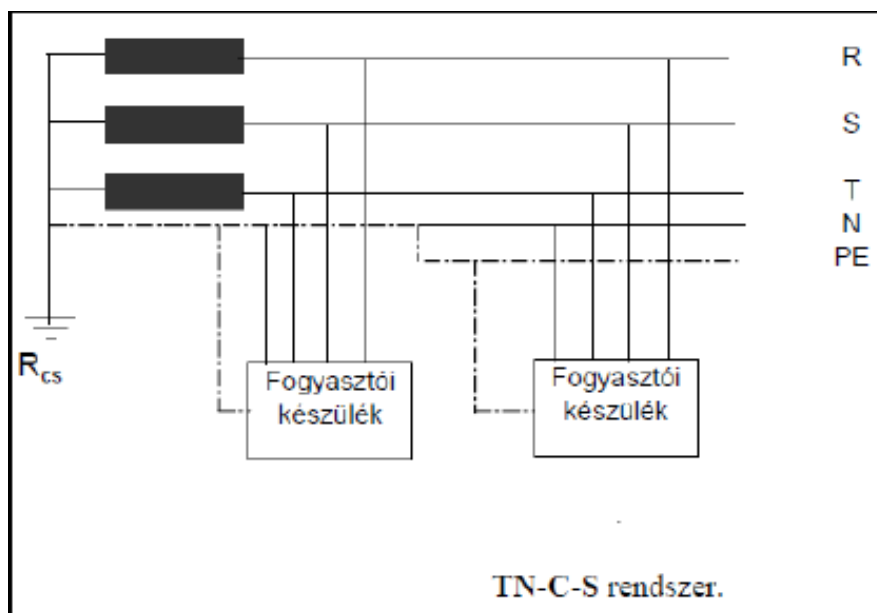 R
S
T
N
PE
Rcs
Fogyasztói
készülék
Fogyasztói
készülék
TN-C-S rendszer.